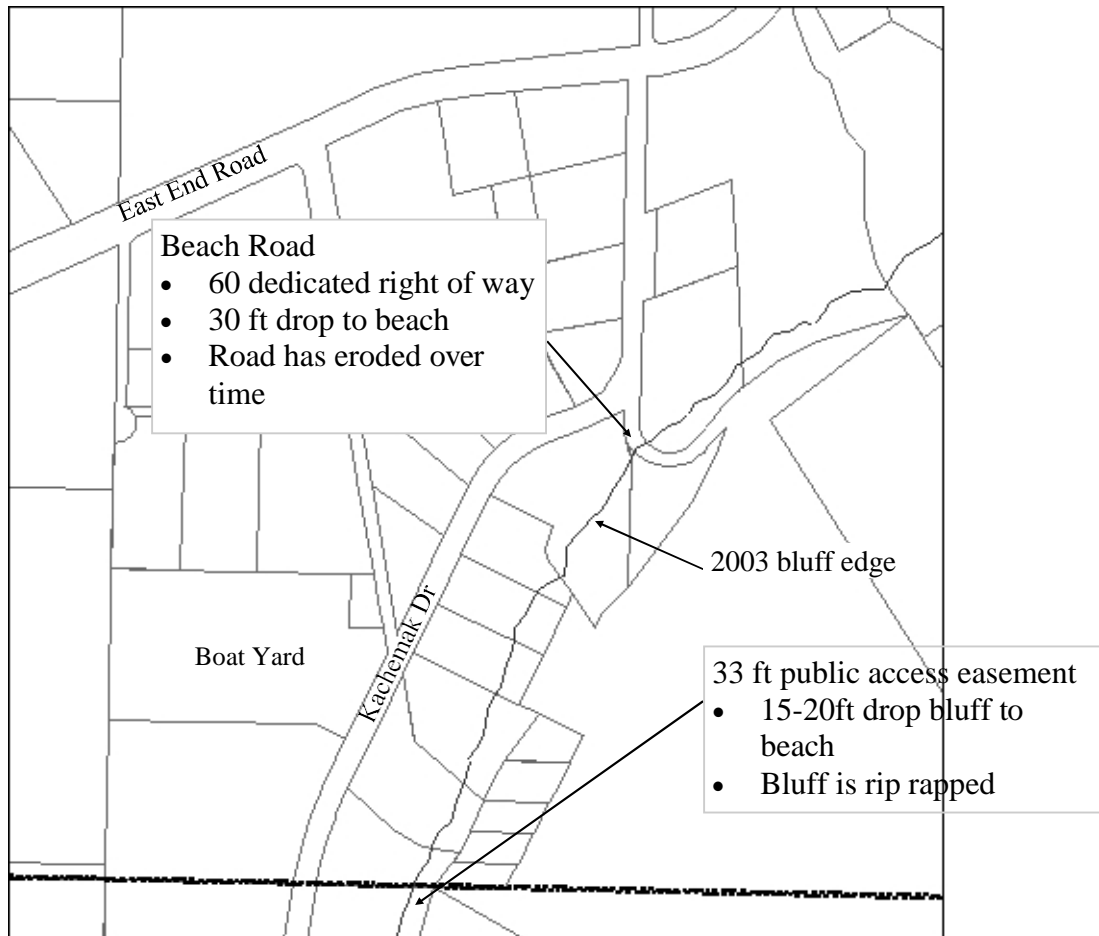 East End Road
Beach Road
• 60 dedicated right of way
• 30 ft drop to beach
• Road has eroded over
time
2003 bluff edge
Kachemak Dr
Boat Yard
33 ft public access easement
• 15-20ft drop bluff to
beach
• Bluff is rip rapped